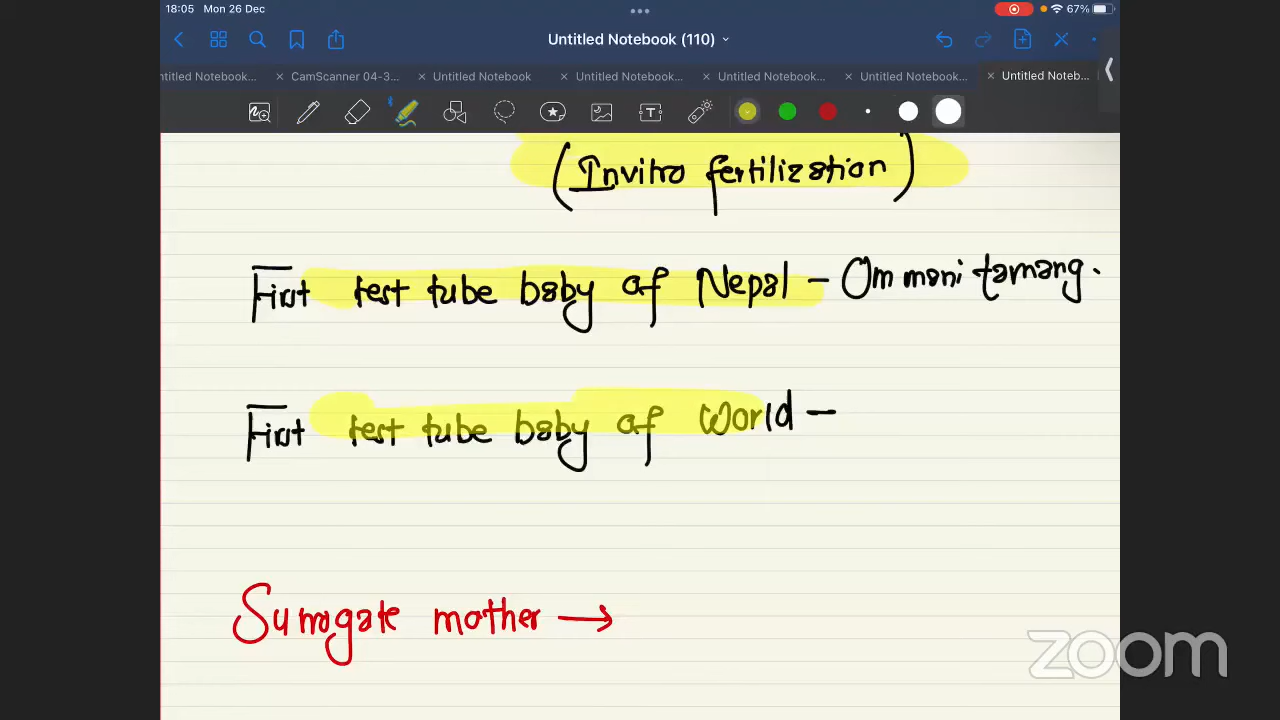 18:05 Mon 26 Dec
67%
Untitled Notebook (110)
ntitled Notebook...
CamScanner 04-3...
Untitled Notebook
Untitled Notebook...
Untitled Notebook...
Untitled Notebook...
Untitled Noteb...
(Invitro fertilization)
First test tube baby of Nepal - Om mani tamang.
First test tube baby of World -
Surrogate mother →
zoom